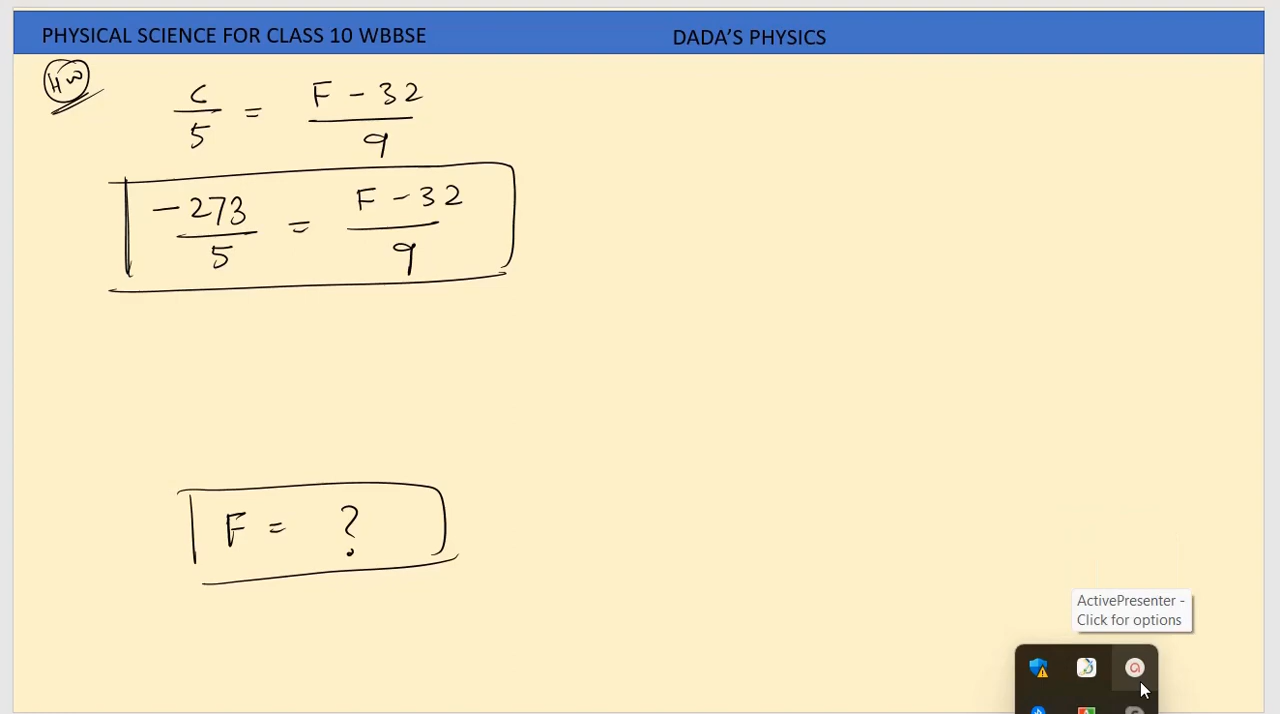 PHYSICAL SCIENCE FOR CLASS 10 WBBSE
DADA'S PHYSICS
HW
C/5 = F - 32/9
-273/5 = F - 32/9
F = ?
ActivePresenter -
Click for options